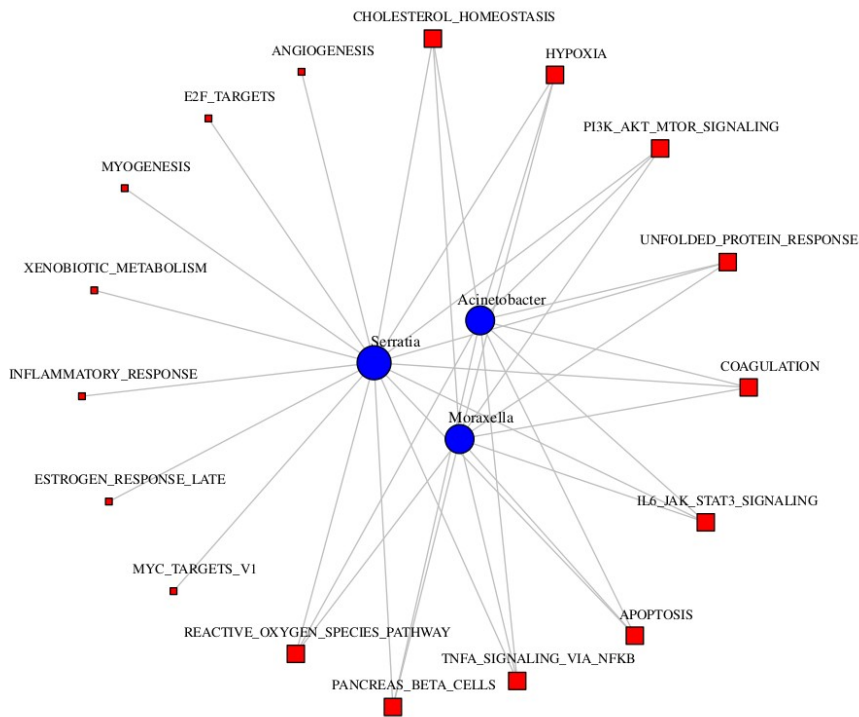 CHOLESTEROL_HOMEOSTASIS
ANGIOGENESIS
HYPOXIA
E2F_TARGETS
PI3K_AKT_MTOR_SIGNALING
MYOGENESIS
UNFOLDED_PROTEIN_RESPONSE
XENOBIOTIC_METABOLISM
Acinetobacter
Serratia
COAGULATION
INFLAMMATORY_RESPONSE
Moraxella
ESTROGEN_RESPONSE_LATE
IL6_JAK_STAT3_SIGNALING
MYC_TARGETS_V1
APOPTOSIS
REACTIVE_OXYGEN_SPECIES_PATHWAY
TNFA_SIGNALING_VIA_NFKB
PANCREAS_BETA_CELLS